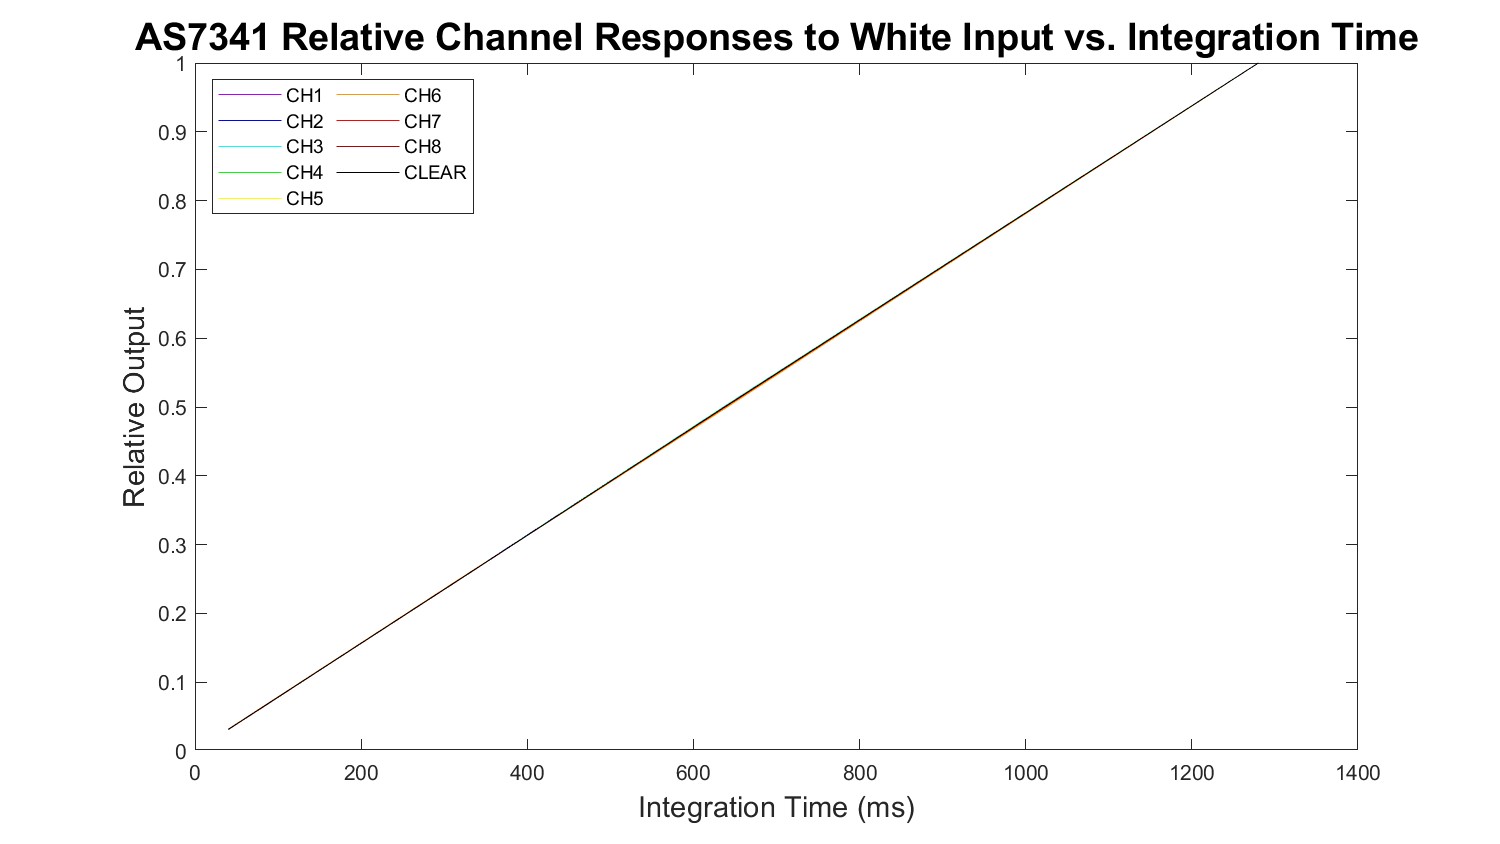 AS7341 Relative Channel Responses to White Input vs. Integration Time
1
0.9
0.8
0.7
0.6
0.5
0.4
0.3
0.2
0.1
0
Relative Output
CH1 CH6
CH2 CH7
CH3 CH8
CH4 CLEAR
CH5
0 200 400 600 800 1000 1200 1400
Integration Time (ms)